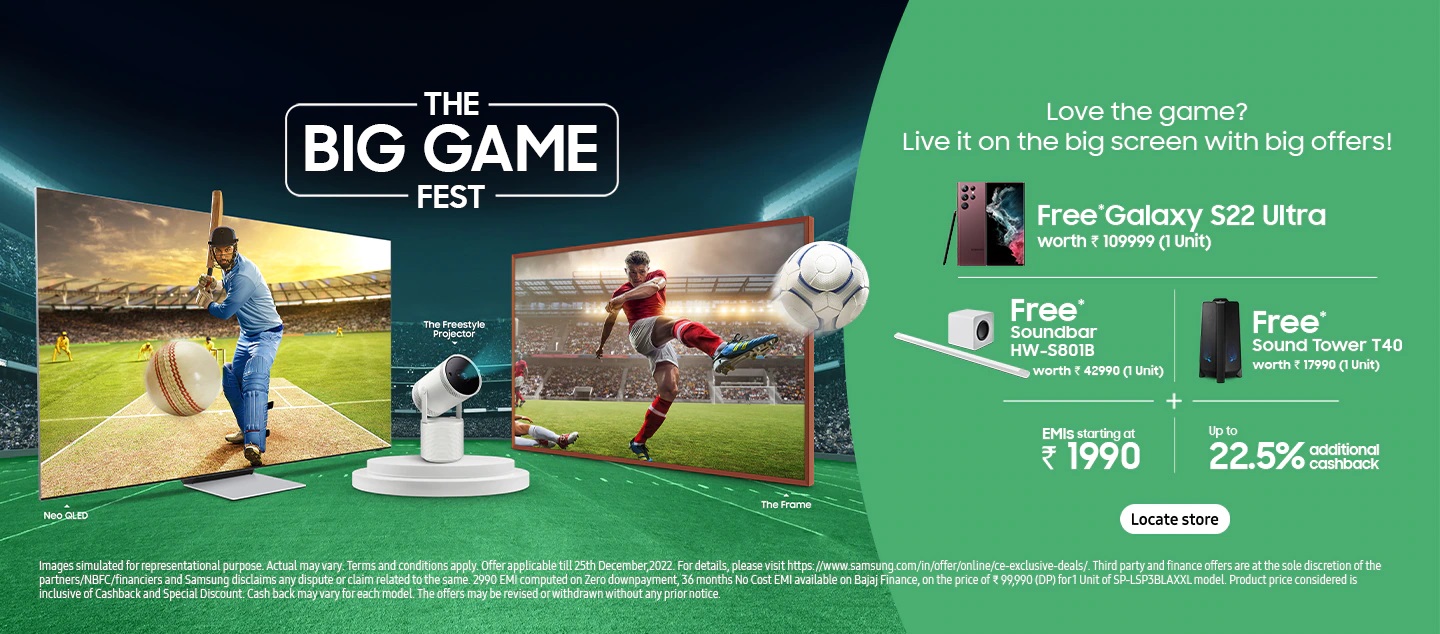 THE
BIG GAME
FEST
The Freestyle
Projector
Neo QLED
The Frame
Love the game?
Live it on the big screen with big offers!
Free*Galaxy S22 Ultra
worth ₹ 109999 (1 Unit)
Free*
Soundbar
HW-S801B
worth ₹ 42990 (1 Unit)
Free*
Sound Tower T40
worth ₹ 17990 (1 Unit)
+
EMIs starting at
₹ 1990
Up to
22.5% additional
cashback
Locate store
Images simulated for representational purpose. Actual may vary. Terms and conditions apply. Offer applicable till 25th December,2022. For details, please visit https://www.samsung.com/in/offer/online/ce-exclusive-deals/. Third party and finance offers are at the sole discretion of the
partners/NBFC/financiers and Samsung disclaims any dispute or claim related to the same. 2990 EMI computed on Zero downpayment, 36 months No Cost EMI available on Bajaj Finance, on the price of ₹ 99,990 (DP) for 1 Unit of SP-LSP3BLAXXL model. Product price considered is
inclusive of Cashback and Special Discount. Cash back may vary for each model. The offers may be revised or withdrawn without any prior notice.